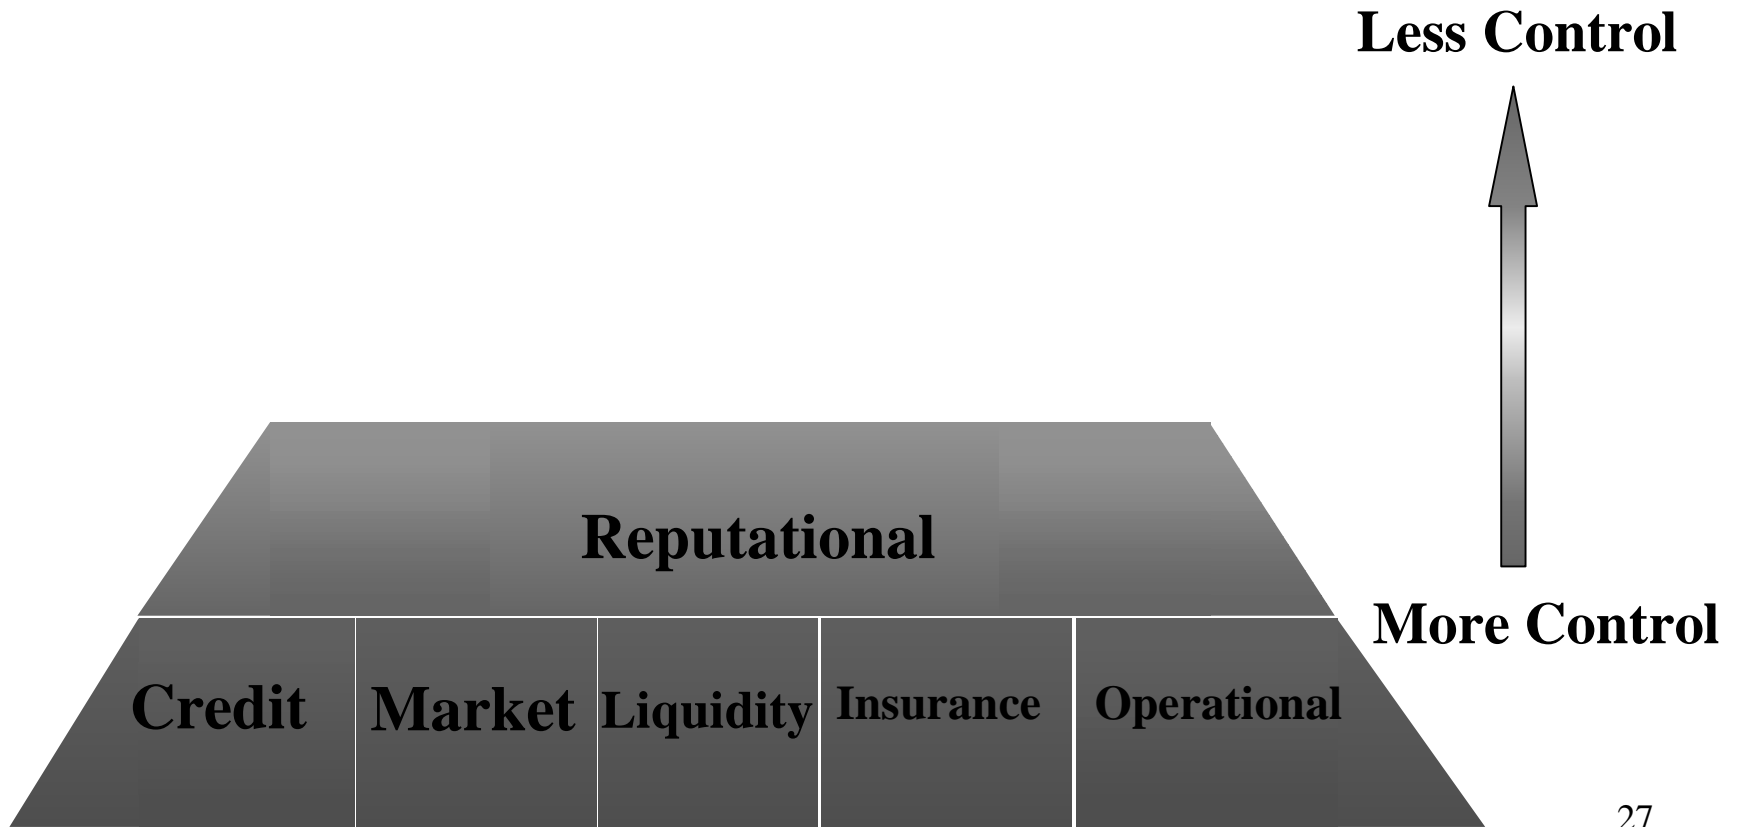 Less Control
Reputational
More Control
Credit
Market
Liquidity
Insurance
Operational
27